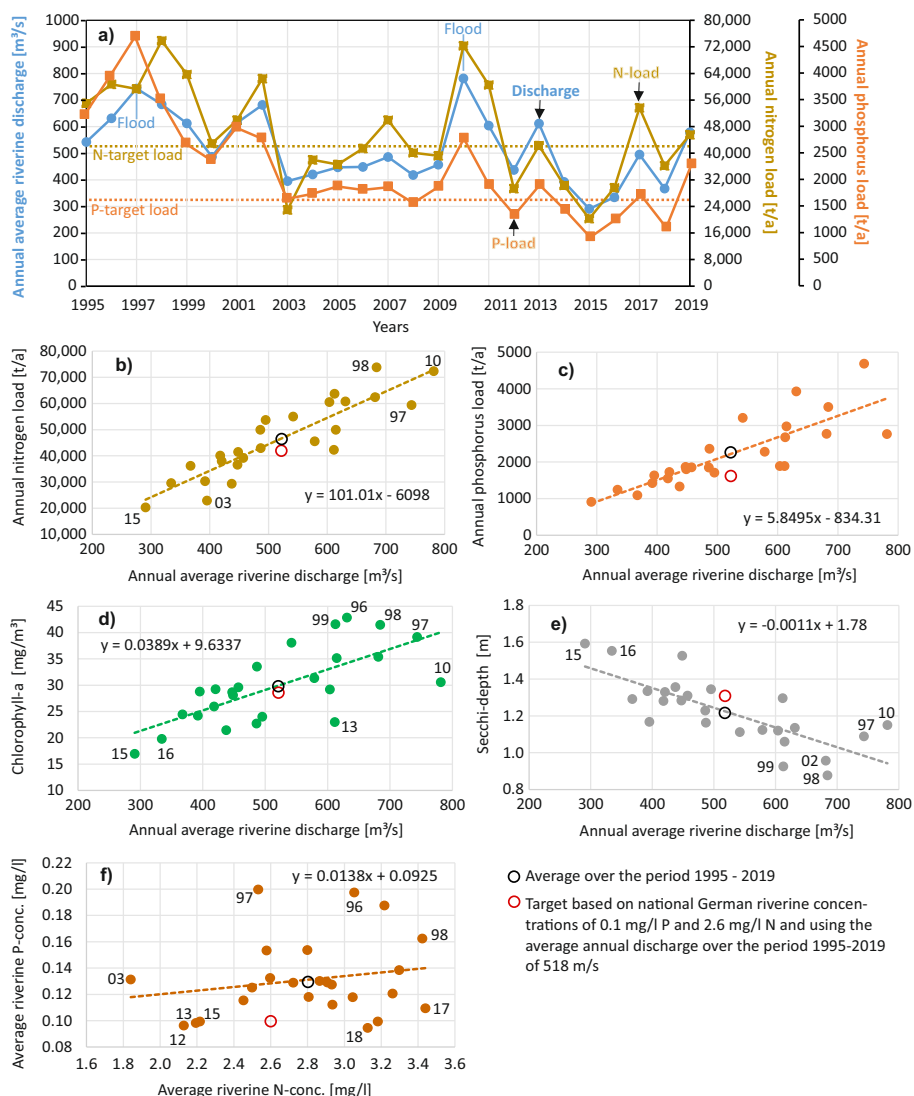 a)
Annual average riverine discharge [m³/s]
1000
900
800
700
600
500
400
300
200
100
0
Flood
N-target load
P-target load
Flood
Discharge
N-load
P-load
80,000
72,000
64,000
56,000
48,000
40,000
32,000
24,000
16,000
8,000
0
Annual nitrogen load [t/a]
5000
4500
4000
3500
3000
2500
2000
1500
1000
500
0
Annual phosphorus load [t/a]
1995 1997 1999 2001 2003 2005 2007 2009 2011 2013 2015 2017 2019
Years
b)
Annual nitrogen load [t/a]
80,000
70,000
60,000
50,000
40,000
30,000
20,000
10,000
98
10
97
03
15
y = 101.01x - 6098
200 300 400 500 600 700 800
Annual average riverine discharge [m³/s]
c)
Annual phosphorus load [t/a]
5000
4000
3000
2000
1000
0
y = 5.8495x - 834.31
200 300 400 500 600 700 800
Annual average riverine discharge [m³/s]
d)
Chlorophyll-a [mg/m³]
45
40
35
30
25
20
15
10
y = 0.0389x + 9.6337
96
99
98
97
10
13
15
16
200 300 400 500 600 700 800
Annual average riverine discharge [m³/s]
e)
Secchi-depth [m]
1.8
1.6
1.4
1.2
1.0
0.8
y = -0.0011x + 1.78
15
16
10
97
99
02
98
200 300 400 500 600 700 800
Annual average riverine discharge [m³/s]
f)
Average riverine P-conc. [mg/l]
0.22
0.20
0.18
0.16
0.14
0.12
0.10
0.08
y = 0.0138x + 0.0925
97
96
98
03
13 15
12
17
18
1.6 1.8 2.0 2.2 2.4 2.6 2.8 3.0 3.2 3.4 3.6
Average riverine N-conc. [mg/l]
Average over the period 1995 - 2019
Target based on national German riverine concen-
trations of 0.1 mg/l P and 2.6 mg/l N and using the
average annual discharge over the period 1995-2019
of 518 m/s